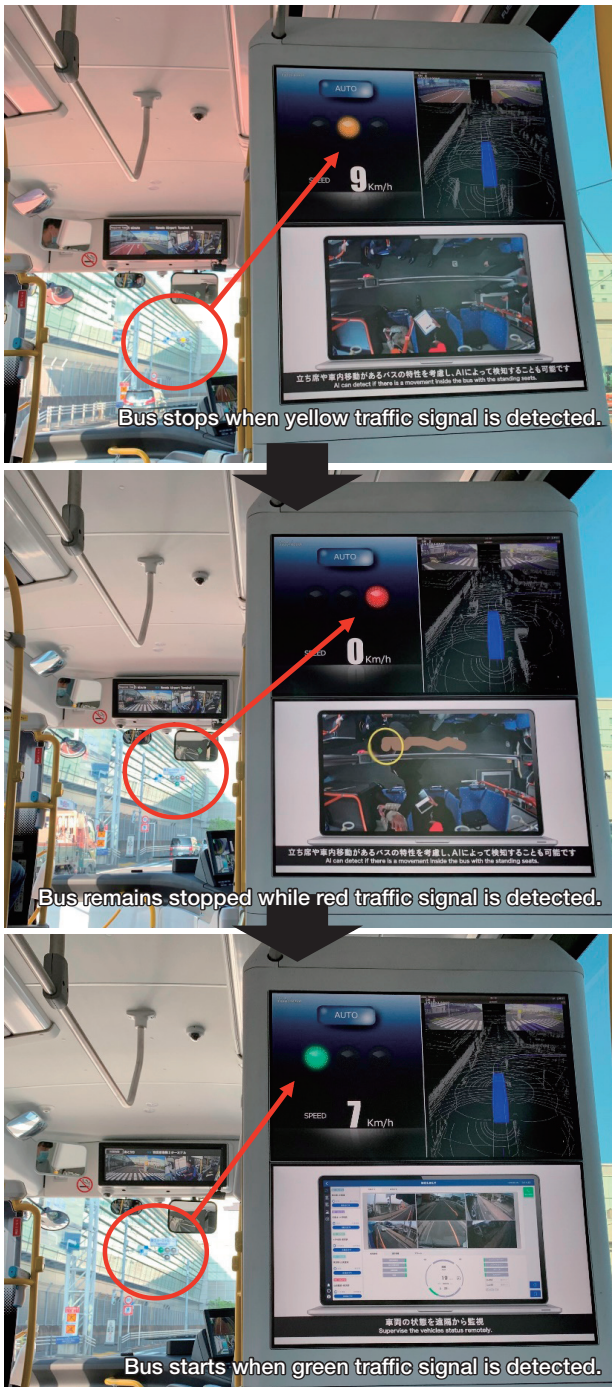 AUTO
SPEED 9 Km/h
立ち席や車内移動があるバスの特性を考慮し、AIによって検知することも可能です
AI can detect if there is a movement inside the bus with the standing seats.
Bus stops when yellow traffic signal is detected.
AUTO
SPEED 0 Km/h
立ち席や車内移動があるバスの特性を考慮し、AIによって検知することも可能です
AI can detect if there is a movement inside the bus with the standing seats.
Bus remains stopped while red traffic signal is detected.
AUTO
SPEED 7 Km/h
車両の状態を遠隔から監視
Supervise the vehicles status remotely.
Bus starts when green traffic signal is detected.